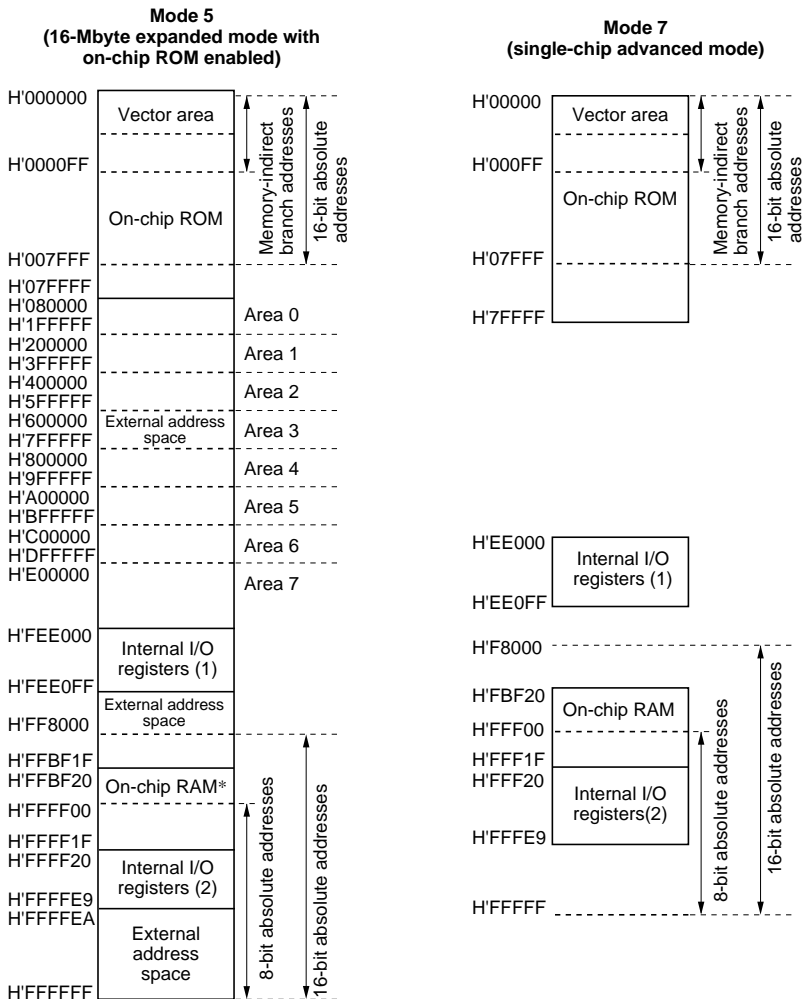 Mode 5
(16-Mbyte expanded mode with
on-chip ROM enabled)
H'000000
Vector area
H'0000FF
On-chip ROM
H'007FFF
H'07FFFF
H'080000
H'1FFFFF
H'200000
H'3FFFFF
H'400000
H'5FFFFF
H'600000
H'7FFFFF
H'800000
H'9FFFFF
H'A00000
H'BFFFFF
H'C00000
H'DFFFFF
H'E00000
External address
space
Area 0
Area 1
Area 2
Area 3
Area 4
Area 5
Area 6
Area 7
Memory-indirect
branch addresses
16-bit absolute
addresses
H'FEE000
Internal I/O
registers (1)
H'FEE0FF
External address
space
H'FF8000
H'FFBF1F
H'FFBF20
On-chip RAM*
H'FFFF00
H'FFFF1F
H'FFFF20
Internal I/O
registers (2)
H'FFFFE9
H'FFFFEA
External
address
space
H'FFFFFF
8-bit absolute addresses
16-bit absolute addresses
Mode 7
(single-chip advanced mode)
H'00000
Vector area
H'000FF
On-chip ROM
H'07FFF
H'7FFFF
Memory-indirect
branch addresses
16-bit absolute
addresses
H'EE000
Internal I/O
registers (1)
H'EE0FF
H'F8000
H'FBF20
On-chip RAM
H'FFF00
H'FFF1F
H'FFF20
Internal I/O
registers(2)
H'FFFE9
H'FFFFF
8-bit absolute addresses
16-bit absolute addresses